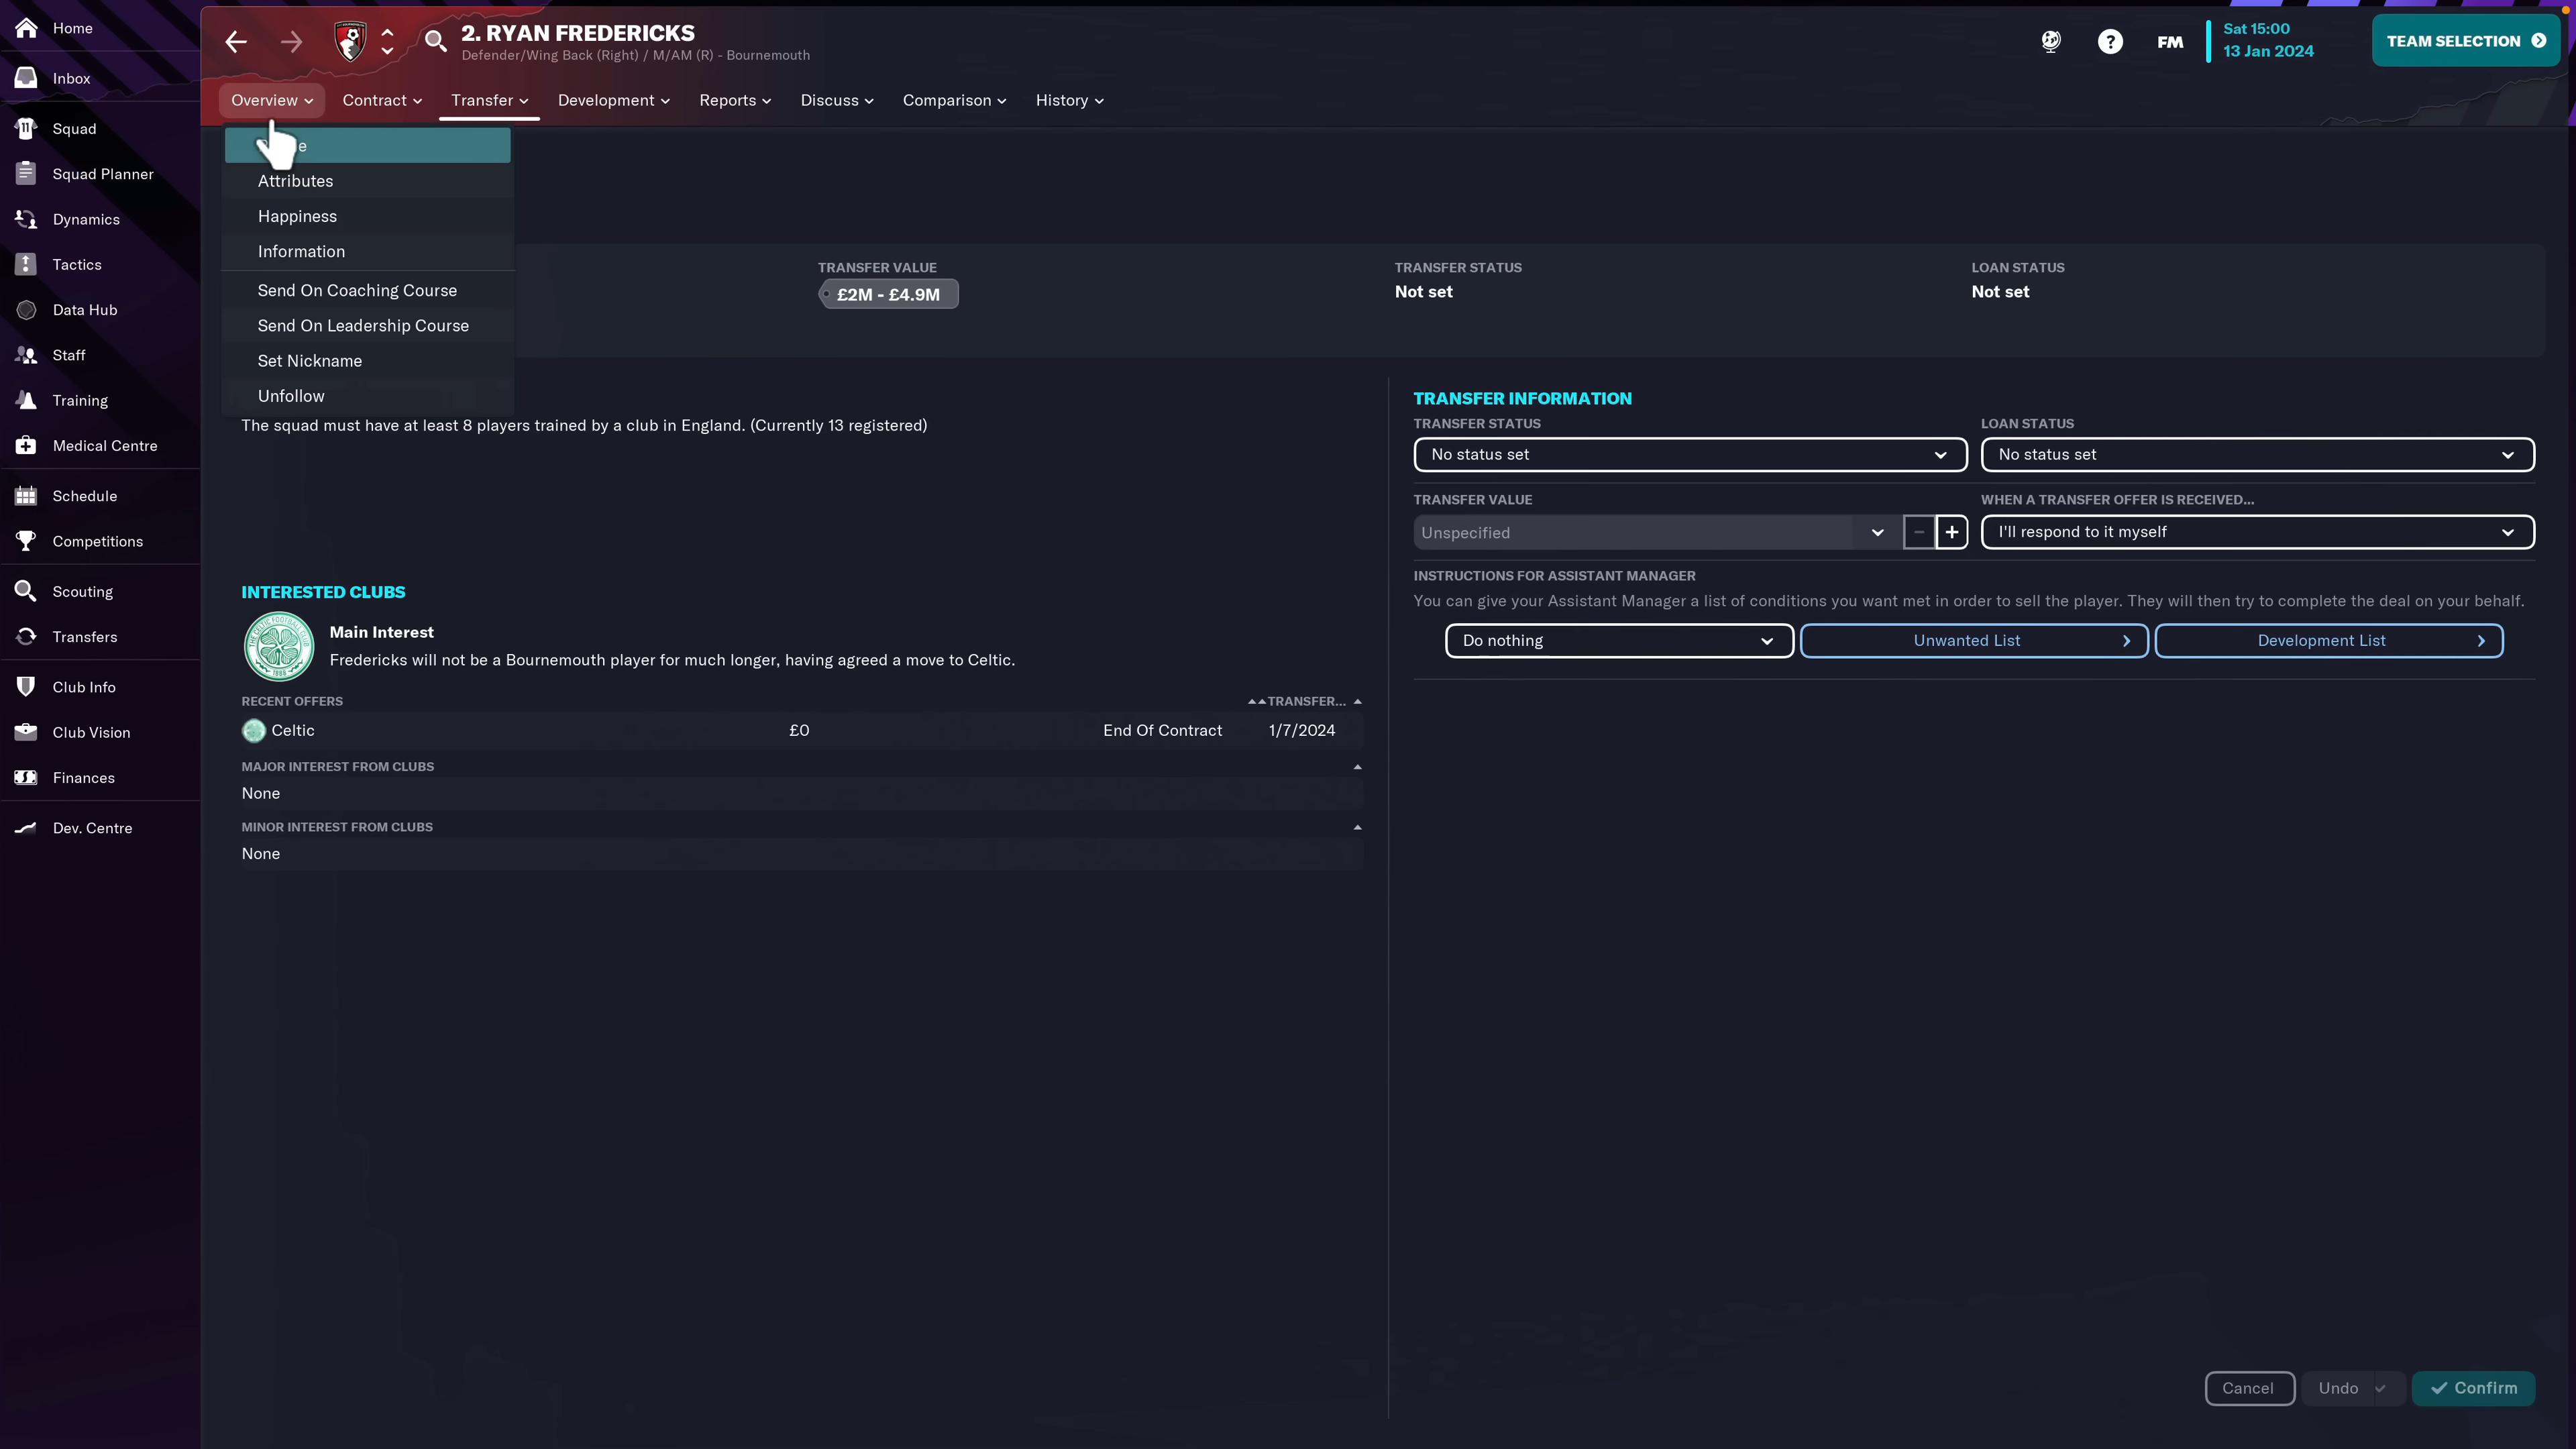 Home
Inbox
Squad
Squad Planner
Dynamics
Tactics
Data Hub
Staff
Training
Medical Centre
Schedule
Competitions
Scouting
Transfers
Club Info
Club Vision
Finances
Dev. Centre
2. RYAN FREDERICKS
Defender/Wing Back (Right) / M/AM (R) - Bournemouth
FM
Sat 15:00
13 Jan 2024
TEAM SELECTION
Overview Contract Transfer Development Reports Discuss Comparison History
Attributes
Happiness
Information
Send On Coaching Course
Send On Leadership Course
Set Nickname
Unfollow
TRANSFER VALUE
£2M - £4.9M
TRANSFER STATUS
Not set
LOAN STATUS
Not set
The squad must have at least 8 players trained by a club in England. (Currently 13 registered)
INTERESTED CLUBS
Main Interest
Fredericks will not be a Bournemouth player for much longer, having agreed a move to Celtic.
RECENT OFFERS TRANSFER...
Celtic £0 End Of Contract 1/7/2024
MAJOR INTEREST FROM CLUBS
None
MINOR INTEREST FROM CLUBS
None
TRANSFER INFORMATION
TRANSFER STATUS LOAN STATUS
No status set No status set
TRANSFER VALUE WHEN A TRANSFER OFFER IS RECEIVED...
Unspecified I'll respond to it myself
INSTRUCTIONS FOR ASSISTANT MANAGER
You can give your Assistant Manager a list of conditions you want met in order to sell the player. They will then try to complete the deal on your behalf.
Do nothing Unwanted List Development List
Cancel Undo Confirm